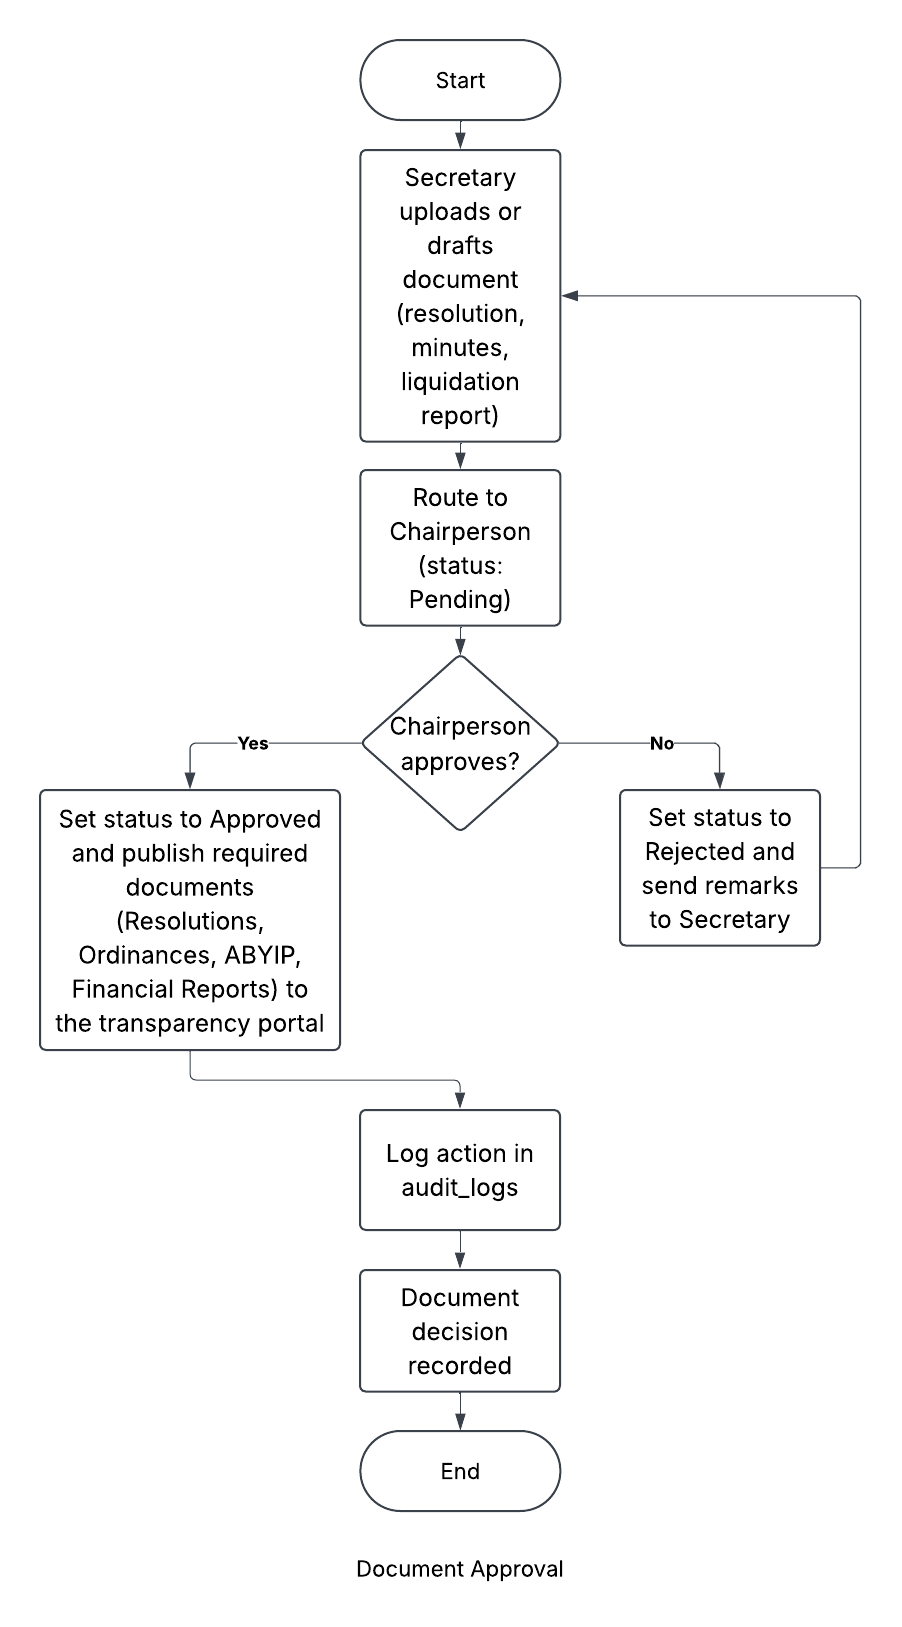 Start
Secretary
uploads or
drafts
document
(resolution,
minutes,
liquidation
report)
Route to
Chairperson
(status:
Pending)
Chairperson
approves?
Yes
No
Set status to Approved
and publish required
documents
(Resolutions,
Ordinances, ABYIP,
Financial Reports) to
the transparency portal
Set status to
Rejected and
send remarks
to Secretary
Log action in
audit_logs
Document
decision
recorded
End
Document Approval